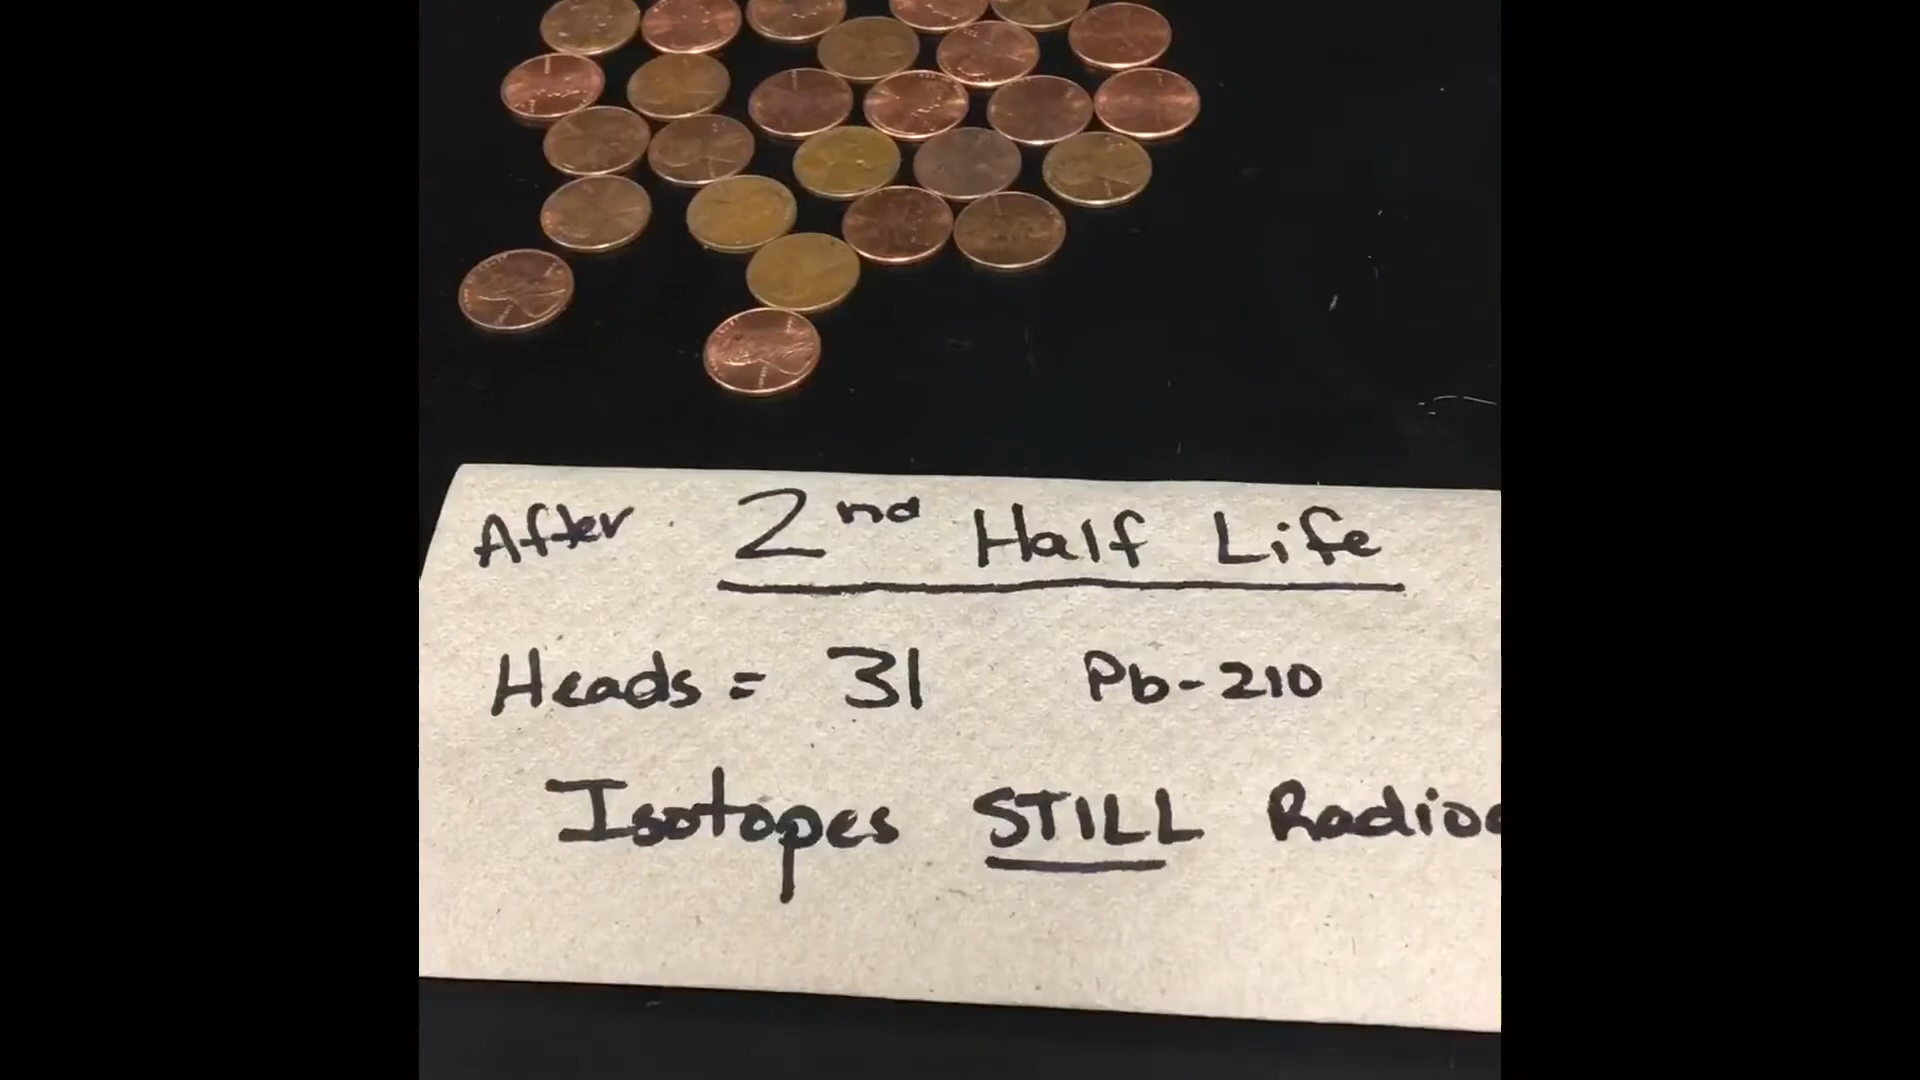 After 2nd Half Life
Heads = 31 Pb-210
Isotopes STILL